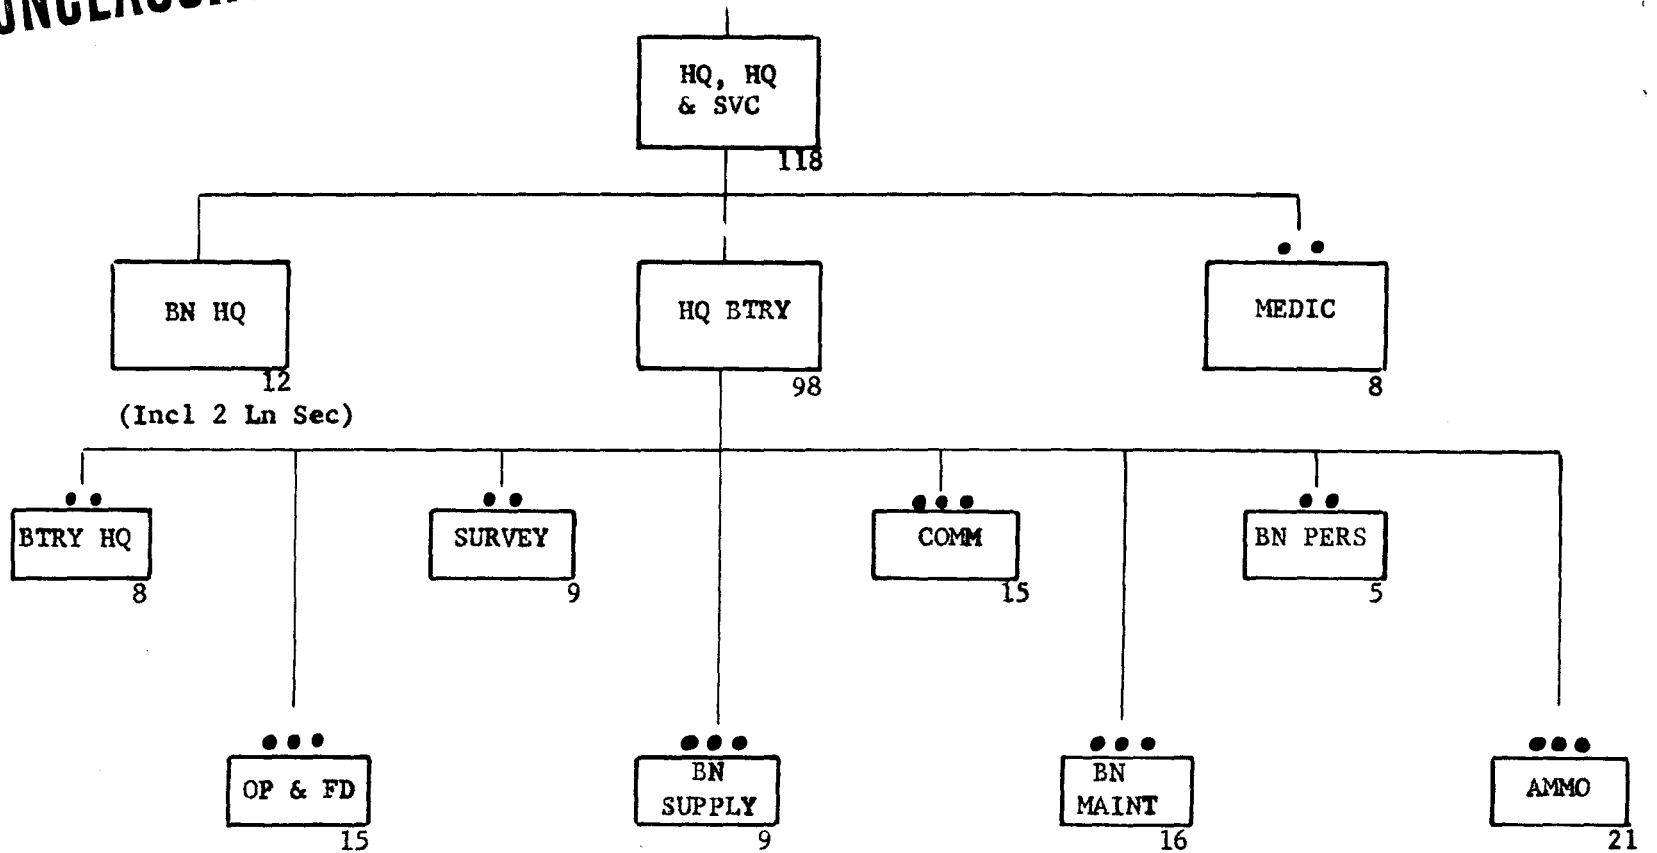 HQ, HQ
& SVC
118
BN HQ
12
(Incl 2 Ln Sec)
HQ BTRY
98
MEDIC
8
BTRY HQ
8
SURVEY
9
COMM
15
BN PERS
5
OP & FD
15
BN
SUPPLY
9
BN
MAINT
16
AMMO
21